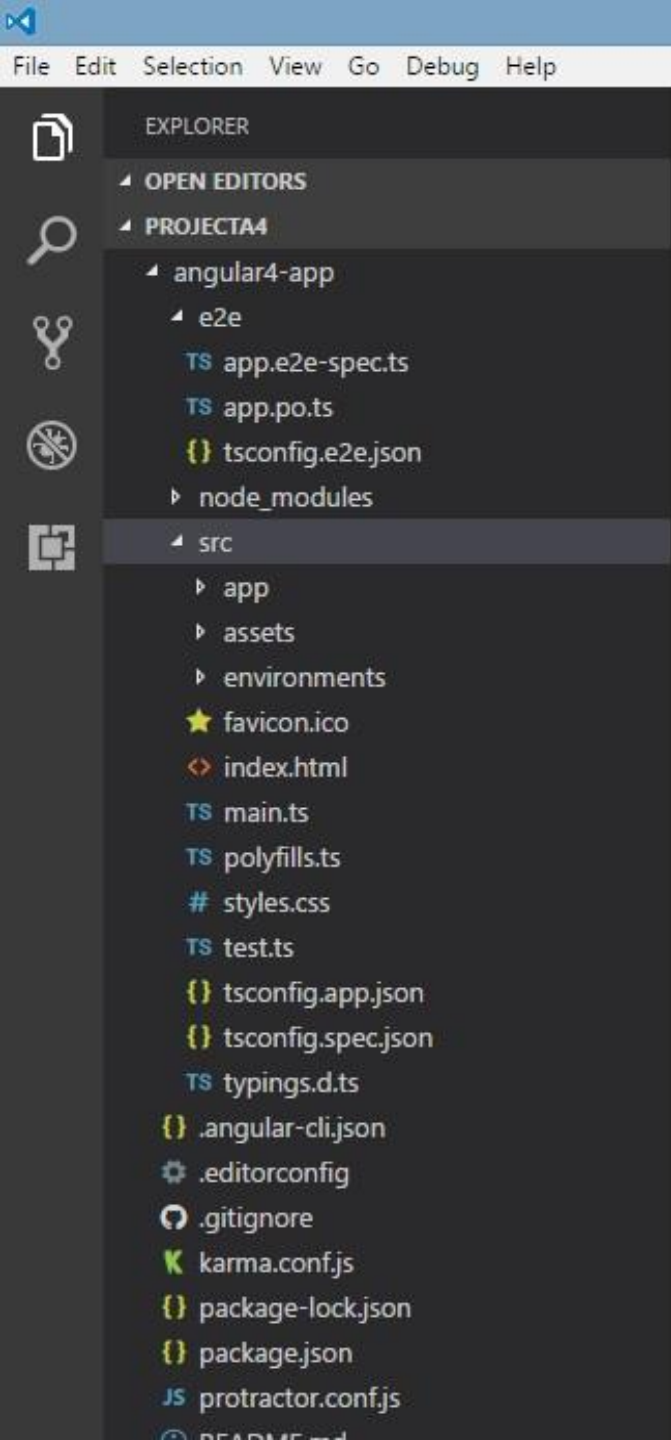 File Edit Selection View Go Debug Help
EXPLORER
OPEN EDITORS
PROJECTA4
angular4-app
e2e
TS app.e2e-spec.ts
TS app.po.ts
{} tsconfig.e2e.json
node_modules
src
app
assets
environments
favicon.ico
<> index.html
TS main.ts
TS polyfills.ts
# styles.css
TS test.ts
{} tsconfig.app.json
{} tsconfig.spec.json
TS typings.d.ts
{} .angular-cli.json
.editorconfig
.gitignore
K karma.conf.js
{} package-lock.json
{} package.json
JS protractor.conf.js
README.md